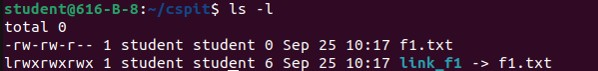 student@616-B-8:~/cspit$ ls -l
total 0
-rw-rw-r-- 1 student student 0 Sep 25 10:17 f1.txt
lrwxrwxrwx 1 student student 6 Sep 25 10:17 link_f1 -> f1.txt